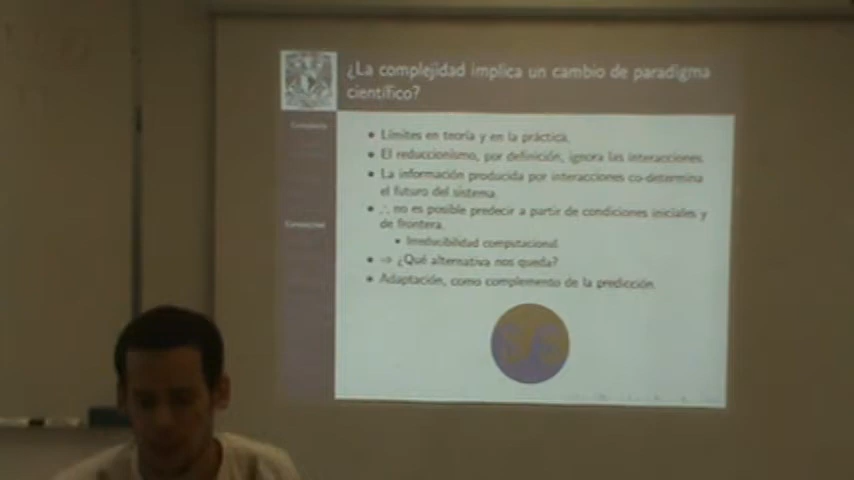 ¿La complejidad implica un cambio de paradigma
científico?
• Límites en teoría y en la práctica.
• El reduccionismo, por definición, ignora las interacciones.
• La información producida por interacciones co-determina
el futuro del sistema.
• ∴ no es posible predecir a partir de condiciones iniciales y
de frontera.
• Irreducibilidad computacional.
• ⇒ ¿Qué alternativa nos queda?
• Adaptación, como complemento de la predicción.